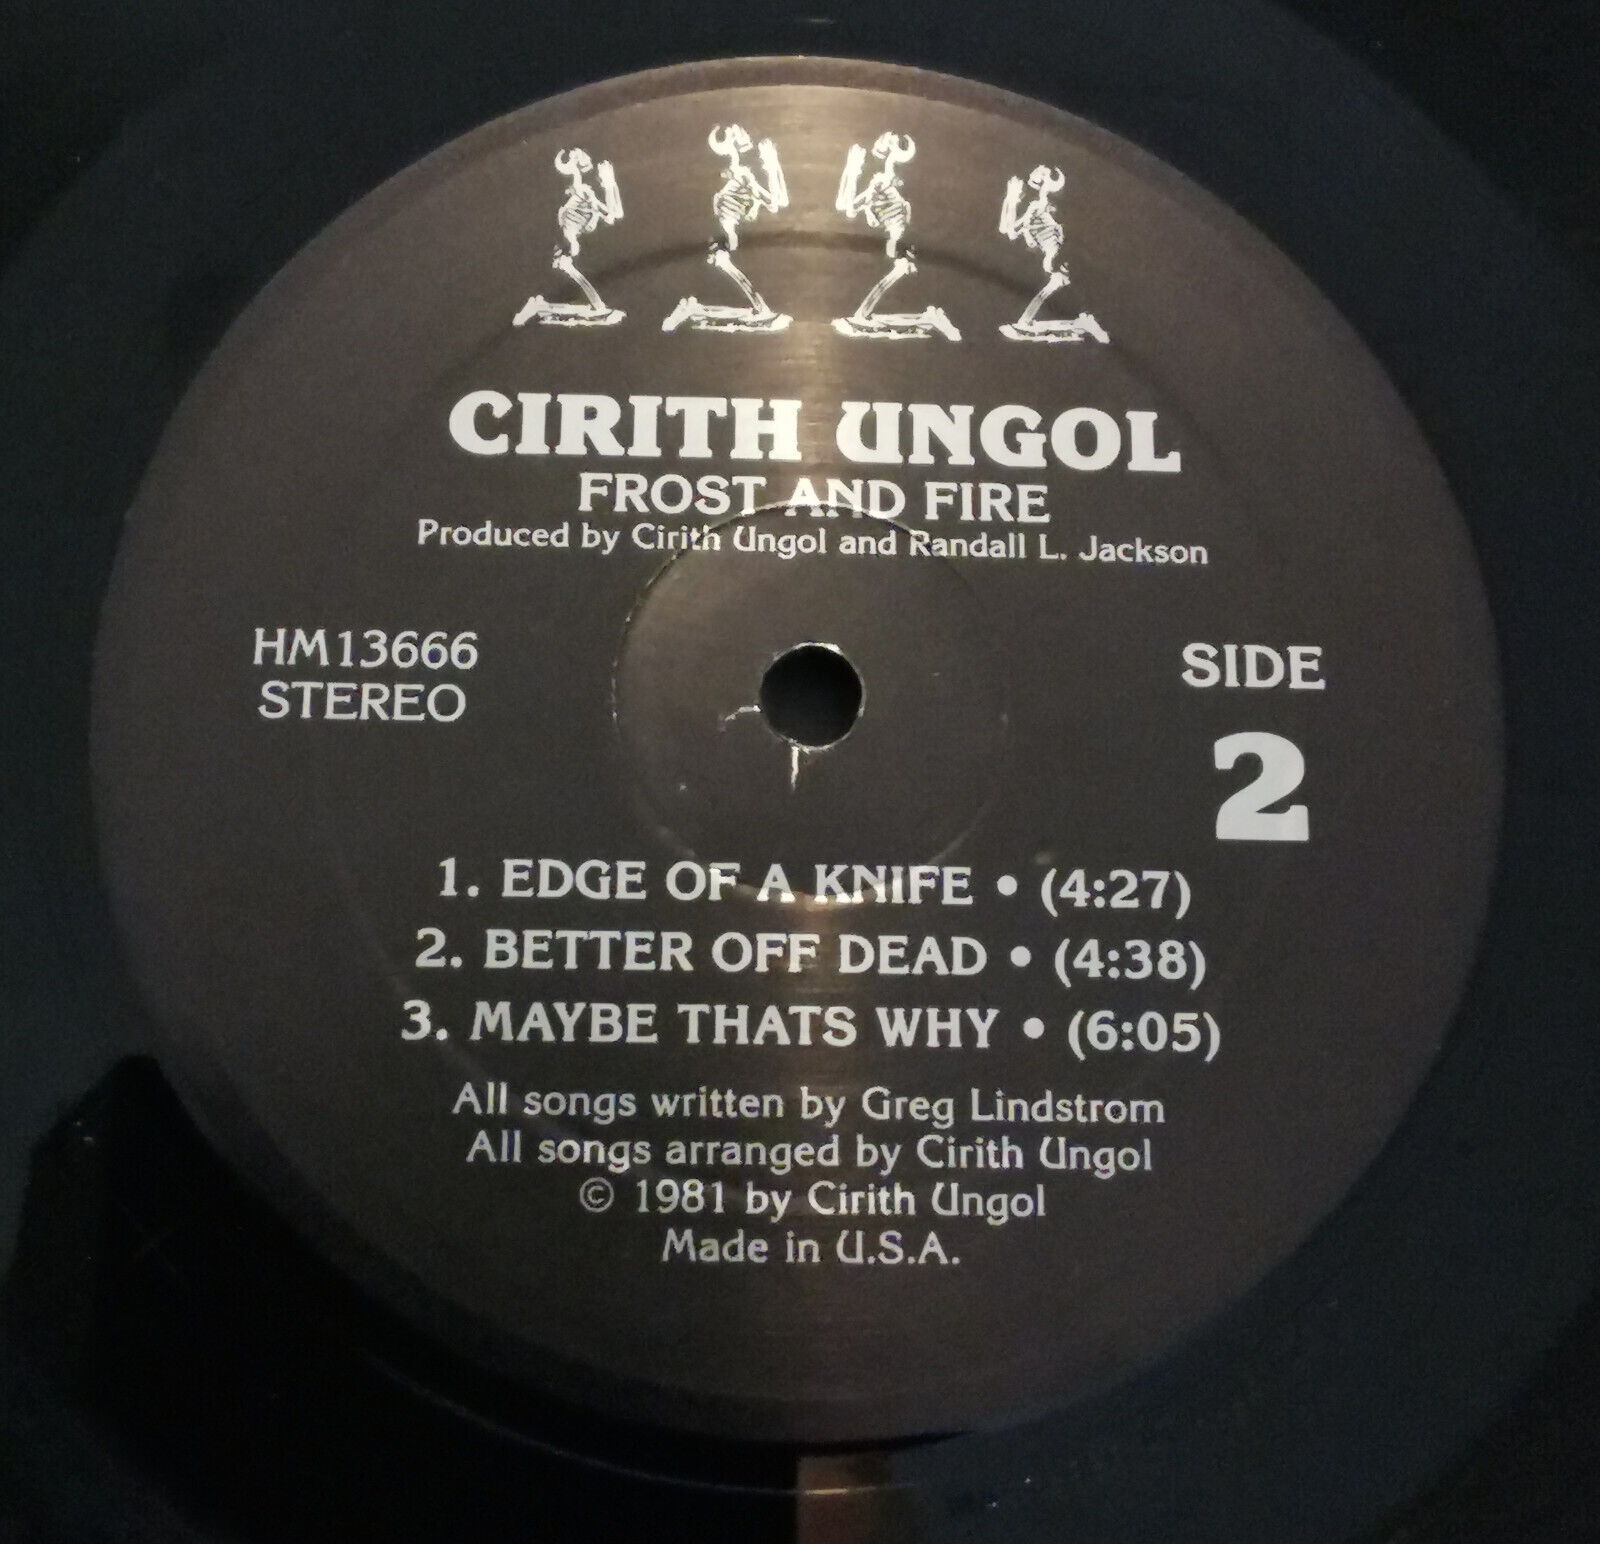 CIRITH UNGOL
FROST AND FIRE
Produced by Cirith Ungol and Randall L. Jackson
HM13666
STEREO
SIDE
2
1. EDGE OF A KNIFE • (4:27)
2. BETTER OFF DEAD • (4:38)
3. MAYBE THATS WHY • (6:05)
All songs written by Greg Lindstrom
All songs arranged by Cirith Ungol
© 1981 by Cirith Ungol
Made in U.S.A.